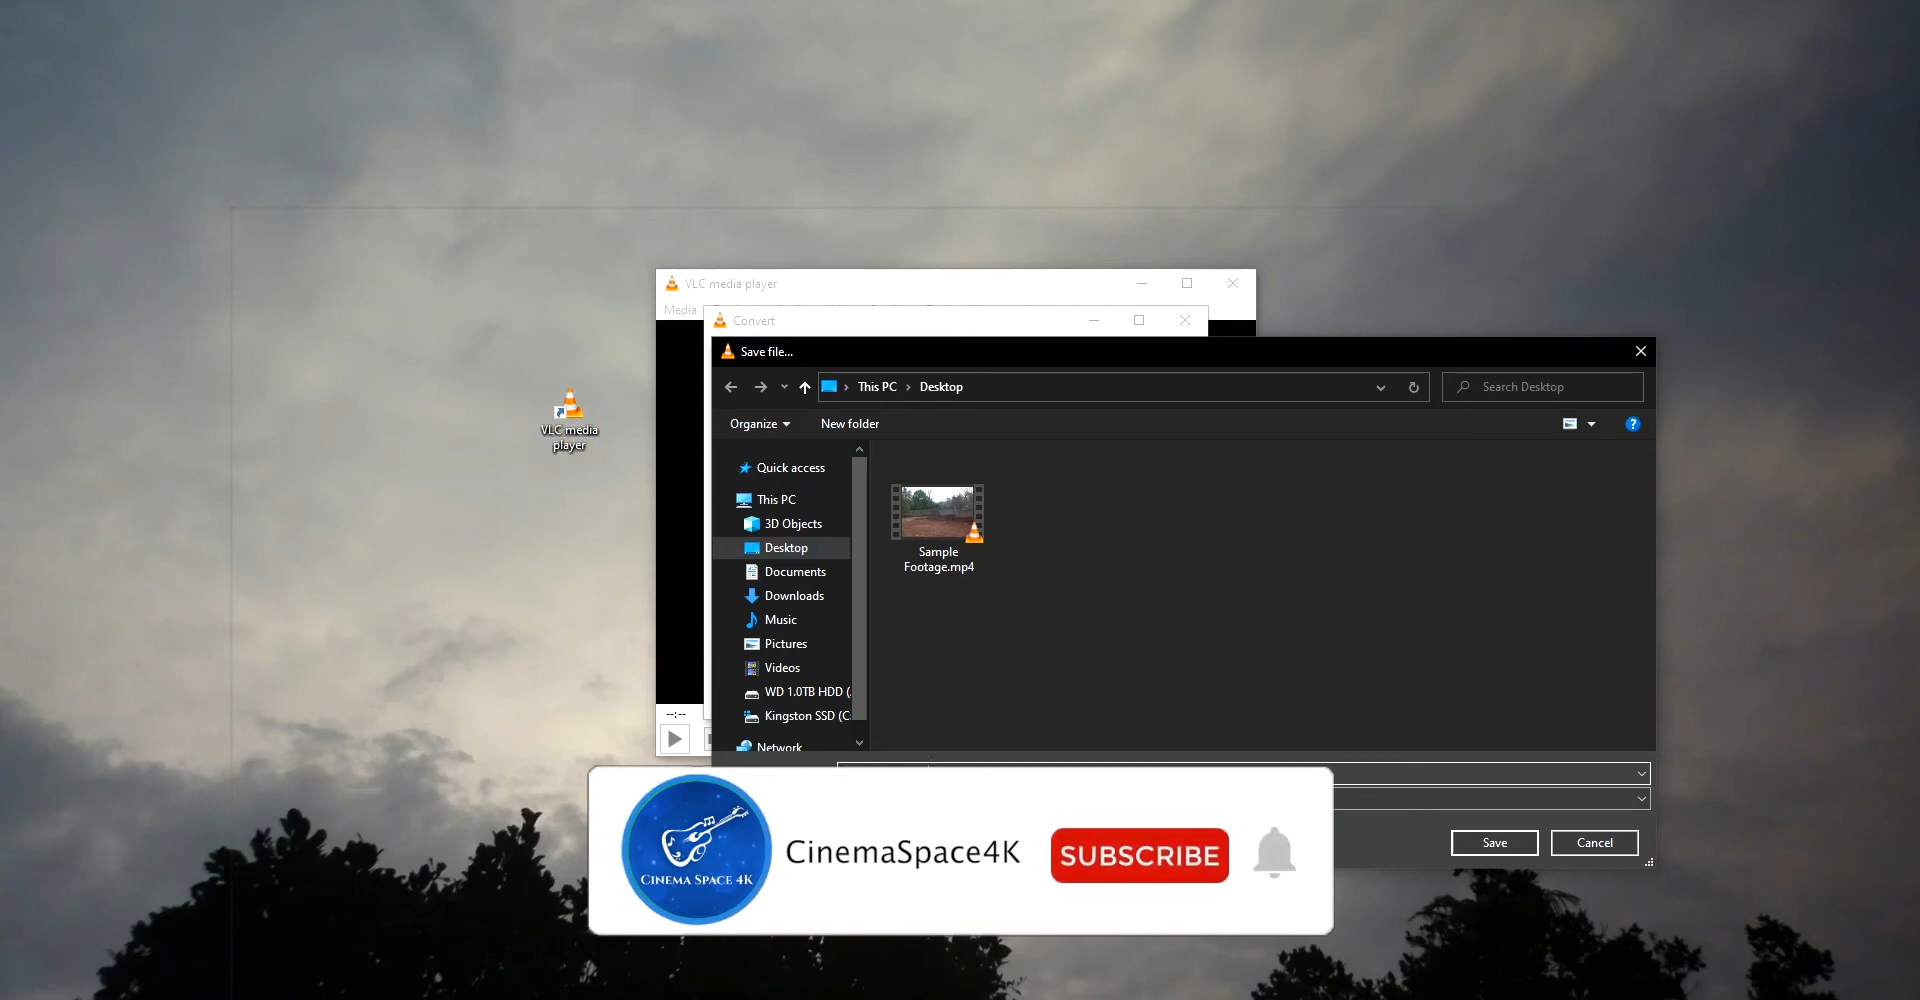 VLC media player
Media
Convert
Save file...
This PC
Desktop
Search Desktop
Organize
New folder
VLC media
player
Quick access
This PC
3D Objects
Desktop
Documents
Downloads
Music
Pictures
Videos
WD 1.0TB HDD (
Kingston SSD (C:
Network
Sample
Footage.mp4
--:--
CINEMA SPACE 4K
CinemaSpace4K
SUBSCRIBE
Save
Cancel